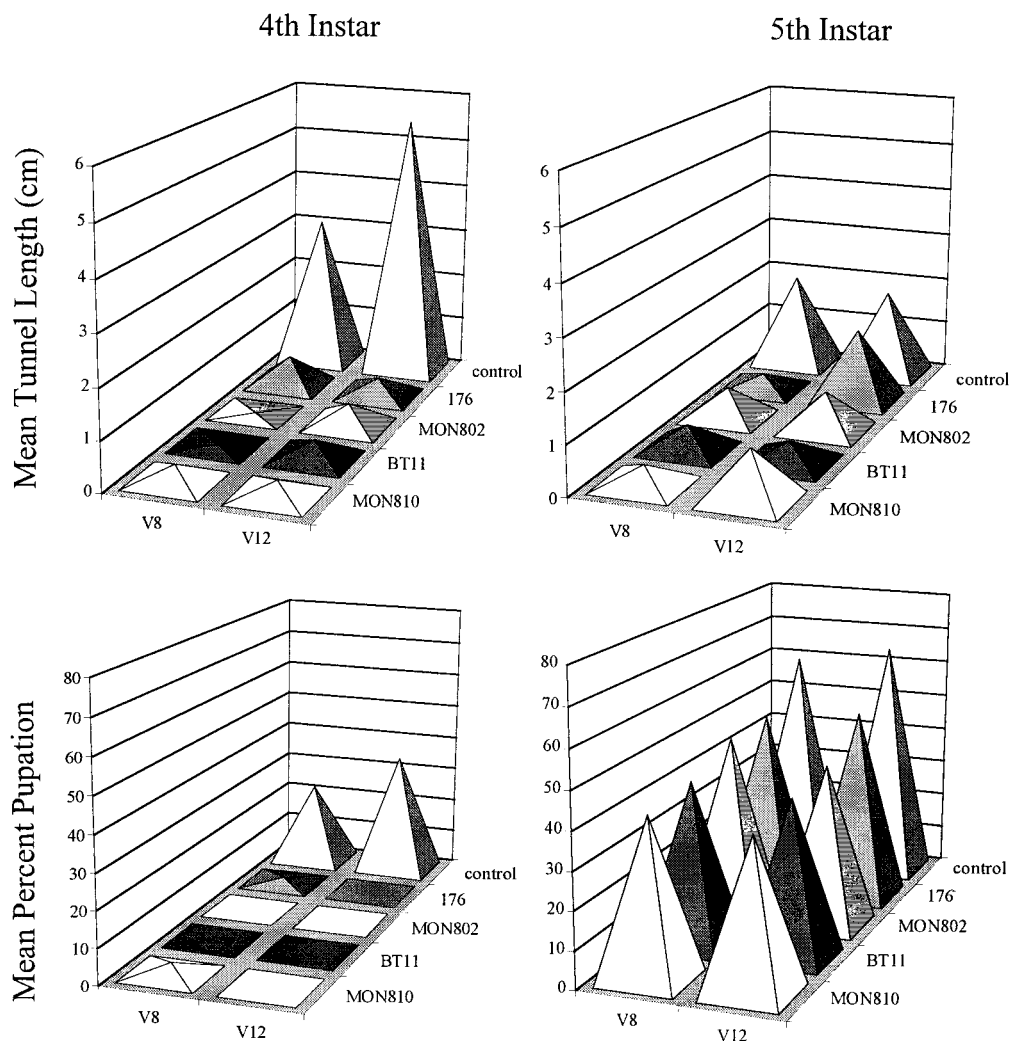 4th Instar
5th Instar
Mean Tunnel Length (cm)
6
5
4
3
2
1
0
V8
V12
MON810
BT11
MON802
176
control
6
5
4
3
2
1
0
V8
V12
MON810
BT11
MON802
176
control
Mean Percent Pupation
80
70
60
50
40
30
20
10
0
V8
V12
MON810
BT11
MON802
176
control
80
70
60
50
40
30
20
10
0
V8
V12
MON810
BT11
MON802
176
control